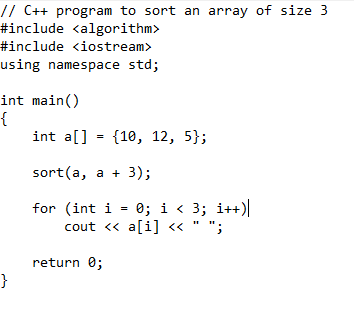 // C++ program to sort an array of size 3
#include <algorithm>
#include <iostream>
using namespace std;

int main()
{
    int a[] = {10, 12, 5};

    sort(a, a + 3);

    for (int i = 0; i < 3; i++)
        cout << a[i] << " ";

    return 0;
}